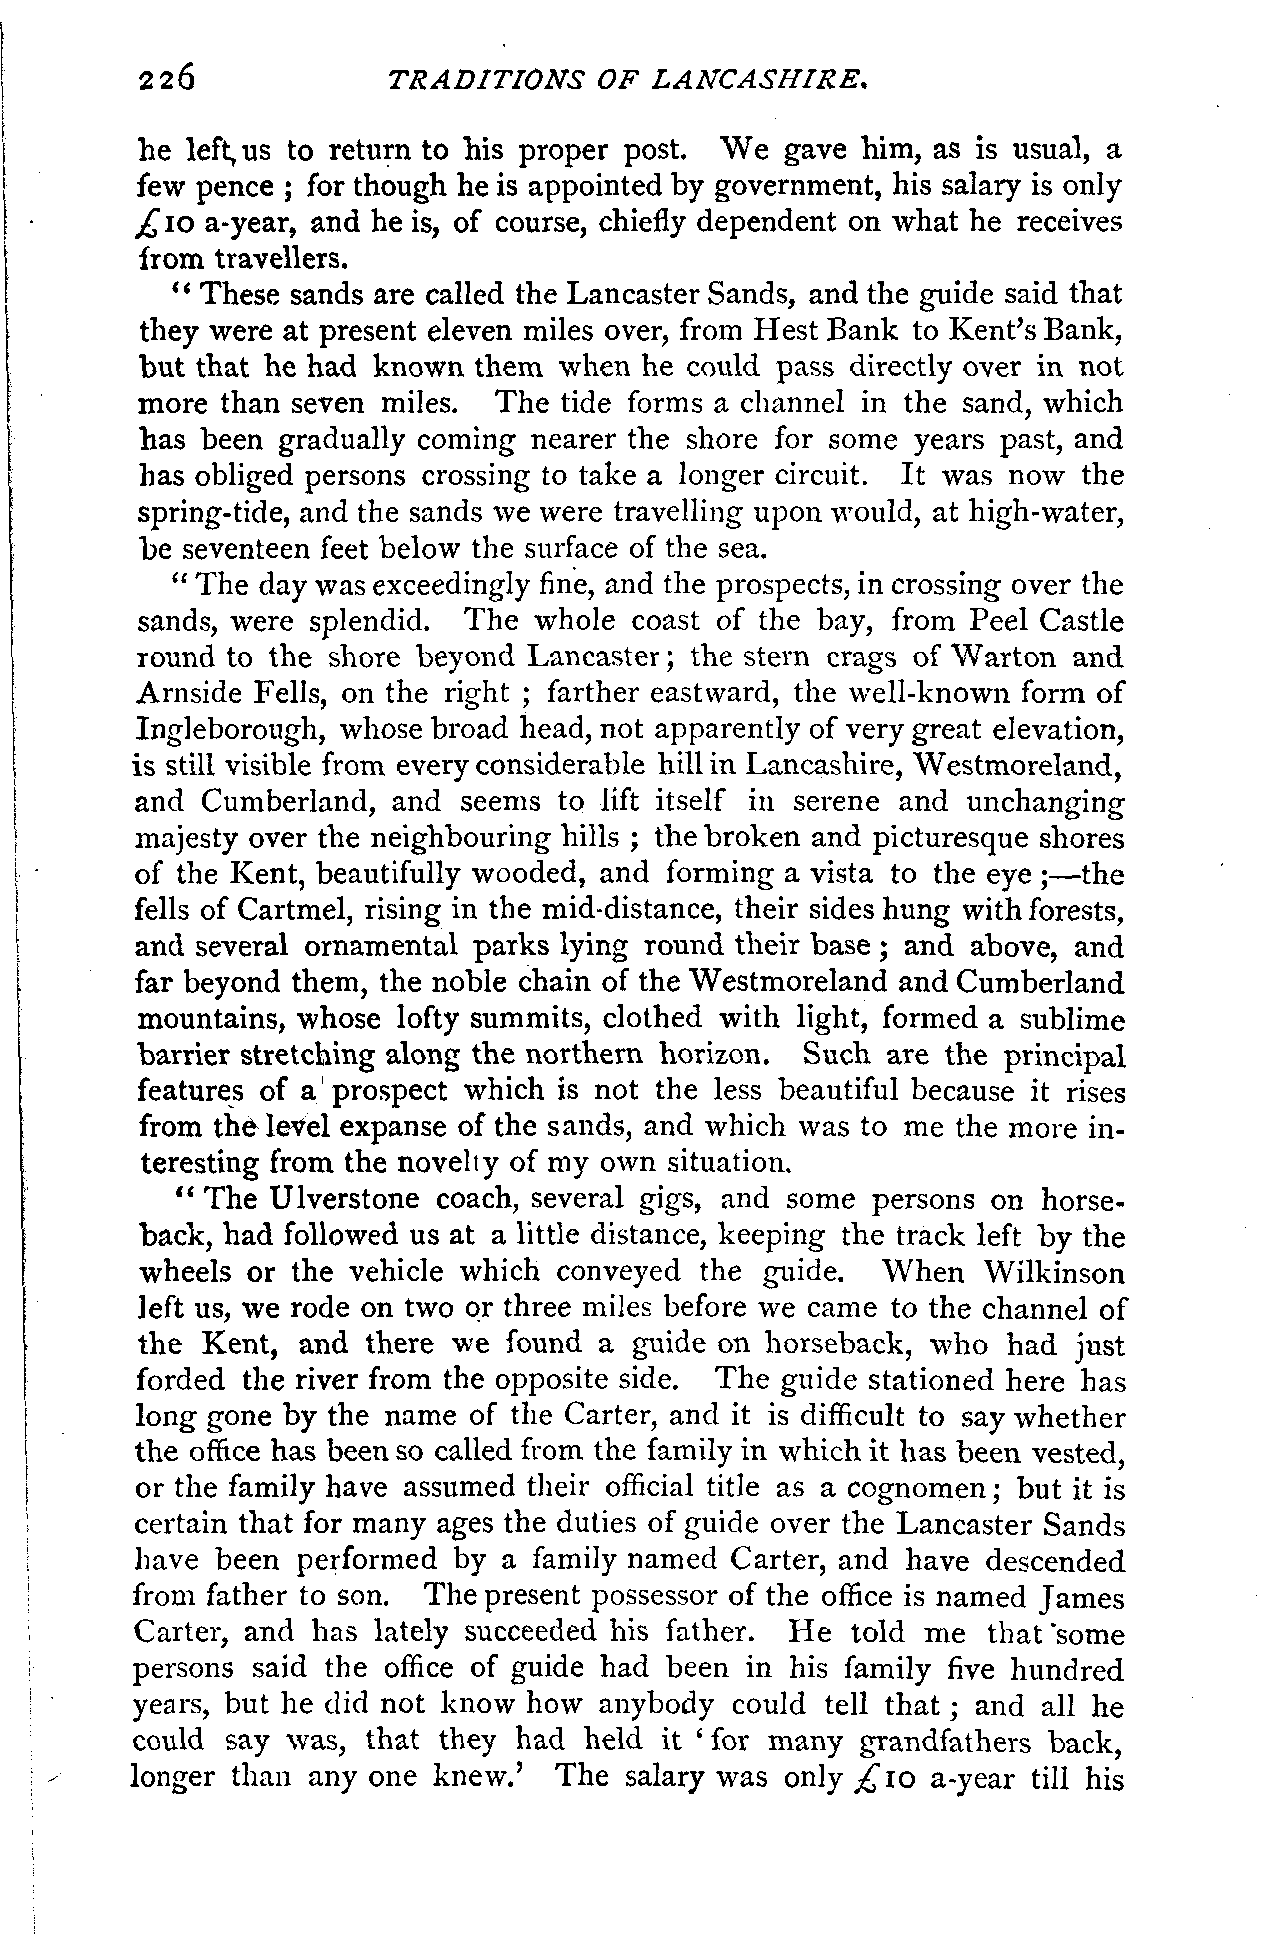 226 TRADITIONS OF LANCASHIRE.
he left, us to return to his proper post. We gave him, as is usual, a
few pence ; for though he is appointed by government, his salary is only
£10 a-year, and he is, of course, chiefly dependent on what he receives
from travellers.
“ These sands are called the Lancaster Sands, and the guide said that
they were at present eleven miles over, from Hest Bank to Kent's Bank,
but that he had known them when he could pass directly over in not
more than seven miles. The tide forms a channel in the sand, which
has been gradually coming nearer the shore for some years past, and
has obliged persons crossing to take a longer circuit. It was now the
spring-tide, and the sands we were travelling upon would, at high-water,
be seventeen feet below the surface of the sea.
“ The day was exceedingly fine, and the prospects, in crossing over the
sands, were splendid. The whole coast of the bay, from Peel Castle
round to the shore beyond Lancaster ; the stern crags of Warton and
Arnside Fells, on the right ; farther eastward, the well-known form of
Ingleborough, whose broad head, not apparently of very great elevation,
is still visible from every considerable hill in Lancashire, Westmoreland,
and Cumberland, and seems to lift itself in serene and unchanging
majesty over the neighbouring hills ; the broken and picturesque shores
of the Kent, beautifully wooded, and forming a vista to the eye ;—the
fells of Cartmel, rising in the mid-distance, their sides hung with forests,
and several ornamental parks lying round their base ; and above, and
far beyond them, the noble chain of the Westmoreland and Cumberland
mountains, whose lofty summits, clothed with light, formed a sublime
barrier stretching along the northern horizon. Such are the principal
features of a prospect which is not the less beautiful because it rises
from the level expanse of the sands, and which was to me the more in-
teresting from the novelty of my own situation.
“ The Ulverstone coach, several gigs, and some persons on horse-
back, had followed us at a little distance, keeping the track left by the
wheels or the vehicle which conveyed the guide. When Wilkinson
left us, we rode on two or three miles before we came to the channel of
the Kent, and there we found a guide on horseback, who had just
forded the river from the opposite side. The guide stationed here has
long gone by the name of the Carter, and it is difficult to say whether
the office has been so called from the family in which it has been vested,
or the family have assumed their official title as a cognomen ; but it is
certain that for many ages the duties of guide over the Lancaster Sands
have been performed by a family named Carter, and have descended
from father to son. The present possessor of the office is named James
Carter, and has lately succeeded his father. He told me that some
persons said the office of guide had been in his family five hundred
years, but he did not know how anybody could tell that ; and all he
could say was, that they had held it ‘ for many grandfathers back,
longer than any one knew.’ The salary was only £10 a-year till his